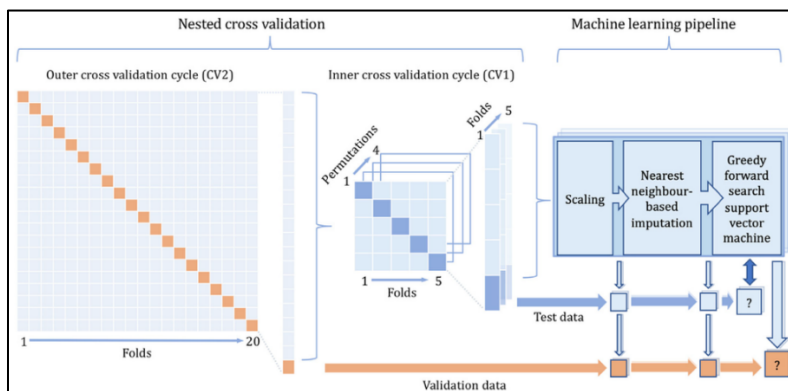 Nested cross validation
Machine learning pipeline
Outer cross validation cycle (CV2)
Inner cross validation cycle (CV1)
Folds
5
1
Permutations
4
1
1
5
Folds
1
20
Folds
Scaling
Nearest
neighbour-
based
imputation
Greedy
forward
search
support
vector
machine
Test data
?
Validation data
?